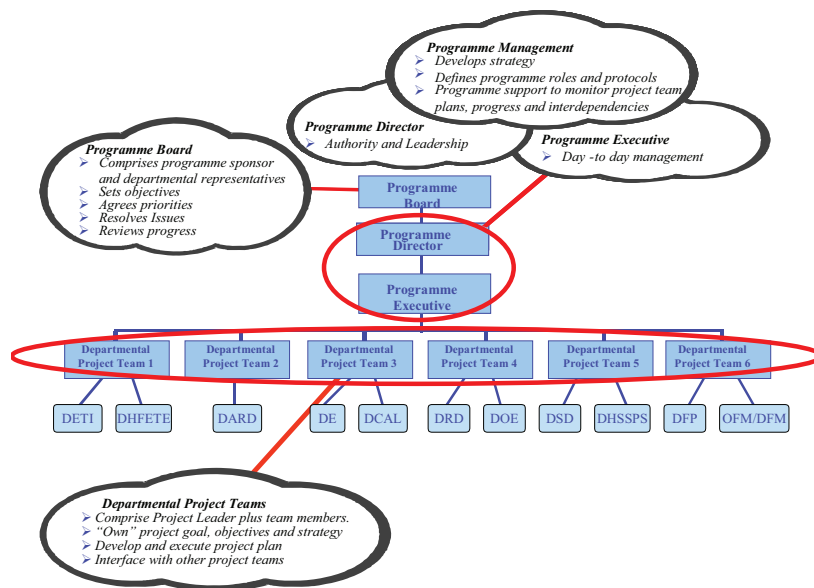 Programme Management
➢ Develops strategy
➢ Defines programme roles and protocols
➢ Programme support to monitor project team
plans, progress and interdependencies
Programme Director
➢ Authority and Leadership
Programme Executive
➢ Day -to day management
Programme Board
➢ Comprises programme sponsor
and departmental representatives
➢ Sets objectives
➢ Agrees priorities
➢ Resolves Issues
➢ Reviews progress
Programme
Board
Programme
Director
Programme
Executive
Departmental
Project Team 1
Departmental
Project Team 2
Departmental
Project Team 3
Departmental
Project Team 4
Departmental
Project Team 5
Departmental
Project Team 6
DETI
DHFETE
DARD
DE
DCAL
DRD
DOE
DSD
DHSSPS
DFP
OFM/DFM
Departmental Project Teams
➢ Comprise Project Leader plus team members.
➢ “Own” project goal, objectives and strategy
➢ Develop and execute project plan
➢ Interface with other project teams